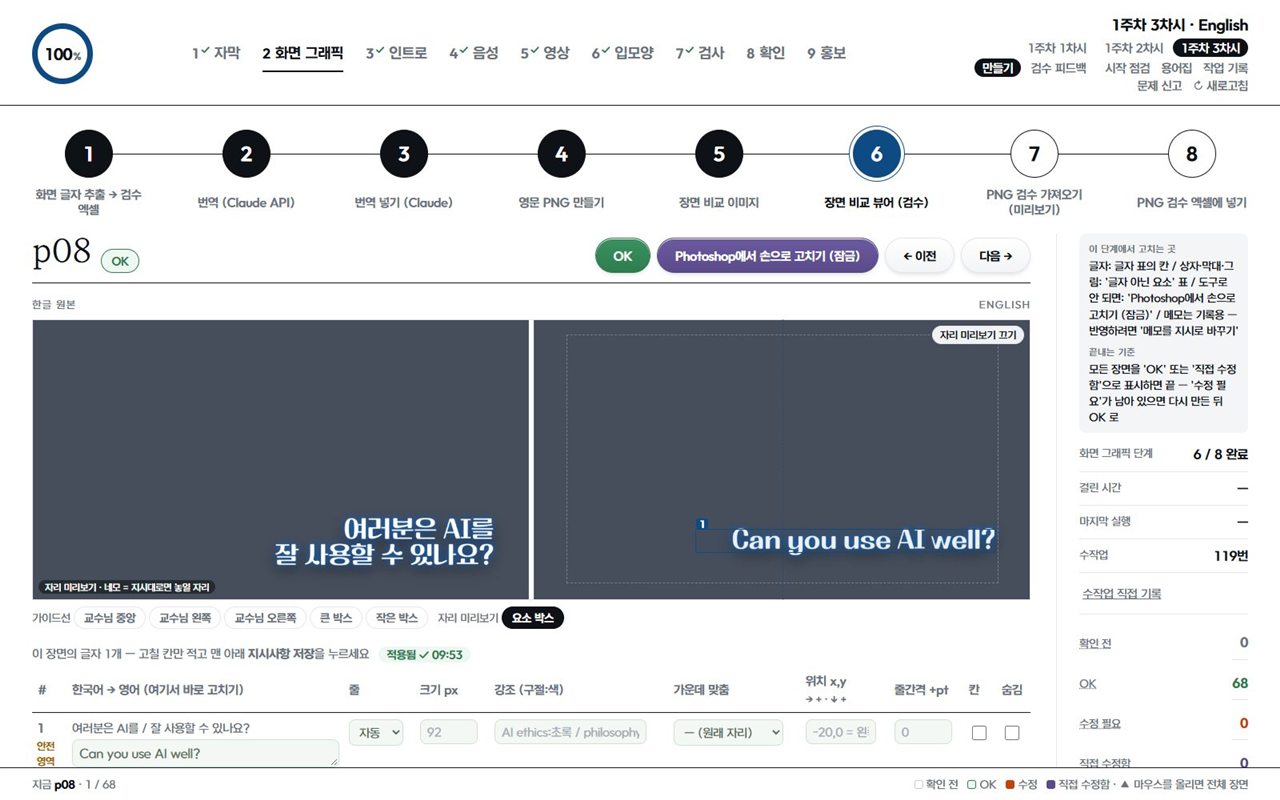 100%
1✓ 자막 2 화면 그래픽 3✓ 인트로 4✓ 음성 5✓ 영상 6✓ 입모양 7✓ 검사 8 확인 9 홍보
1주차 3차시 · English
1주차 1차시 1주차 2차시 1주차 3차시
만들기 검수 피드백 시작 점검 용어집 작업 기록
문제 신고 새로고침
1 2 3 4 5 6 7 8
화면 글자 추출 → 검수 엑셀
번역 (Claude API)
번역 넣기 (Claude)
영문 PNG 만들기
장면 비교 이미지
장면 비교 뷰어 (검수)
PNG 검수 가져오기 (미리보기)
PNG 검수 엑셀에 넣기
p08 OK
OK Photoshop에서 손으로 고치기 (잠금) ← 이전 다음 →
한글 원본 ENGLISH
자리 미리보기 끄기
여러분은 AI를
잘 사용할 수 있나요?
1
Can you use AI well?
자리 미리보기 · 네모 = 지시대로면 놓일 자리
가이드선 교수님 중앙 교수님 왼쪽 교수님 오른쪽 큰 박스 작은 박스 자리 미리보기 요소 박스
이 장면의 글자 1개 — 고칠 칸만 적고 맨 아래 지시사항 저장을 누르세요 적용됨 ✓ 09:53
# 한국어 → 영어 (여기서 바로 고치기) 줄 크기 px 강조 (구절:색) 가운데 맞춤 위치 x,y 줄간격 +pt 칸 숨김
→ + · ↓ +
1 여러분은 AI를 / 잘 사용할 수 있나요?
안전
영역
Can you use AI well? 자동 92 AI ethics:초록 / philosophy — (원래 자리) -20,0 = 왼 0
이 단계에서 고치는 곳
글자: 글자 표의 칸 / 상자·막대·그
림: '글자 아닌 요소' 표 / 도구로
안 되면: 'Photoshop에서 손으로
고치기 (잠금)' / 메모는 기록용 —
반영하려면 '메모를 지시로 바꾸기'
끝내는 기준
모든 장면을 'OK' 또는 '직접 수정
함'으로 표시하면 끝 — '수정 필
요'가 남아 있으면 다시 만든 뒤
OK 로
화면 그래픽 단계 6 / 8 완료
걸린 시간 —
마지막 실행 —
수작업 119번
수작업 직접 기록
확인 전 0
OK 68
수정 필요 0
직접 수정함 0
지금 p08 · 1 / 68
확인 전 OK 수정 직접 수정함 · ▲ 마우스를 올리면 전체 장면